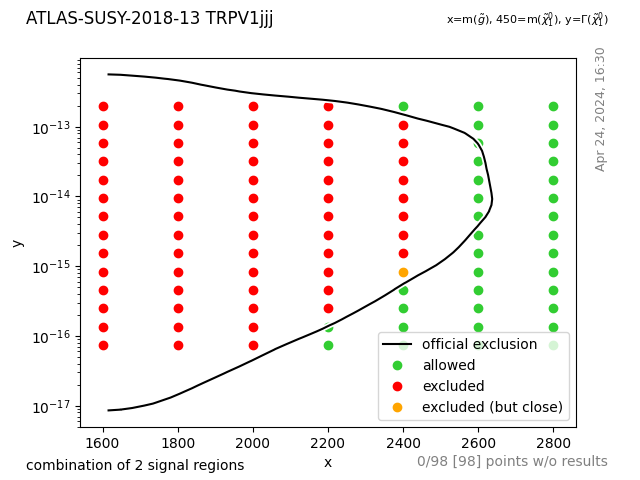 ATLAS-SUSY-2018-13 TRPV1jjj
x=m(g̃), 450=m(χ̃₁⁰), y=Γ(χ̃₁⁰)
Apr 24, 2024, 16:30
y
10⁻¹³
10⁻¹⁴
10⁻¹⁵
10⁻¹⁶
10⁻¹⁷
official exclusion
allowed
excluded
excluded (but close)
1600 1800 2000 2200 2400 2600 2800
x
combination of 2 signal regions
0/98 [98] points w/o results